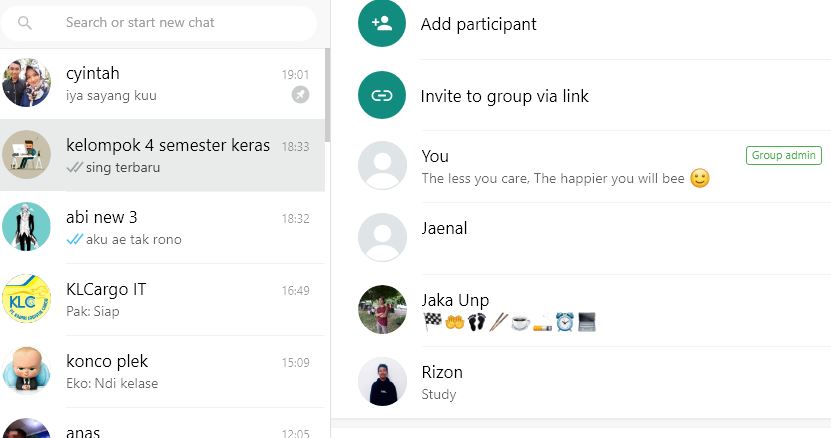 Search or start new chat
cyintah
19:01
iya sayang kuu
kelompok 4 semester keras
18:33
sing terbaru
abi new 3
18:32
aku ae tak rono
KLC
KLCargo IT
16:49
Pak: Siap
konco plek
15:09
Eko: Ndi kelase
anas
12:05
Add participant
Invite to group via link
You
Group admin
The less you care, The happier you will bee 🙂
Jaenal
Jaka Unp
🏁🤲👣🥢☕🚬⏰💻
Rizon
Study